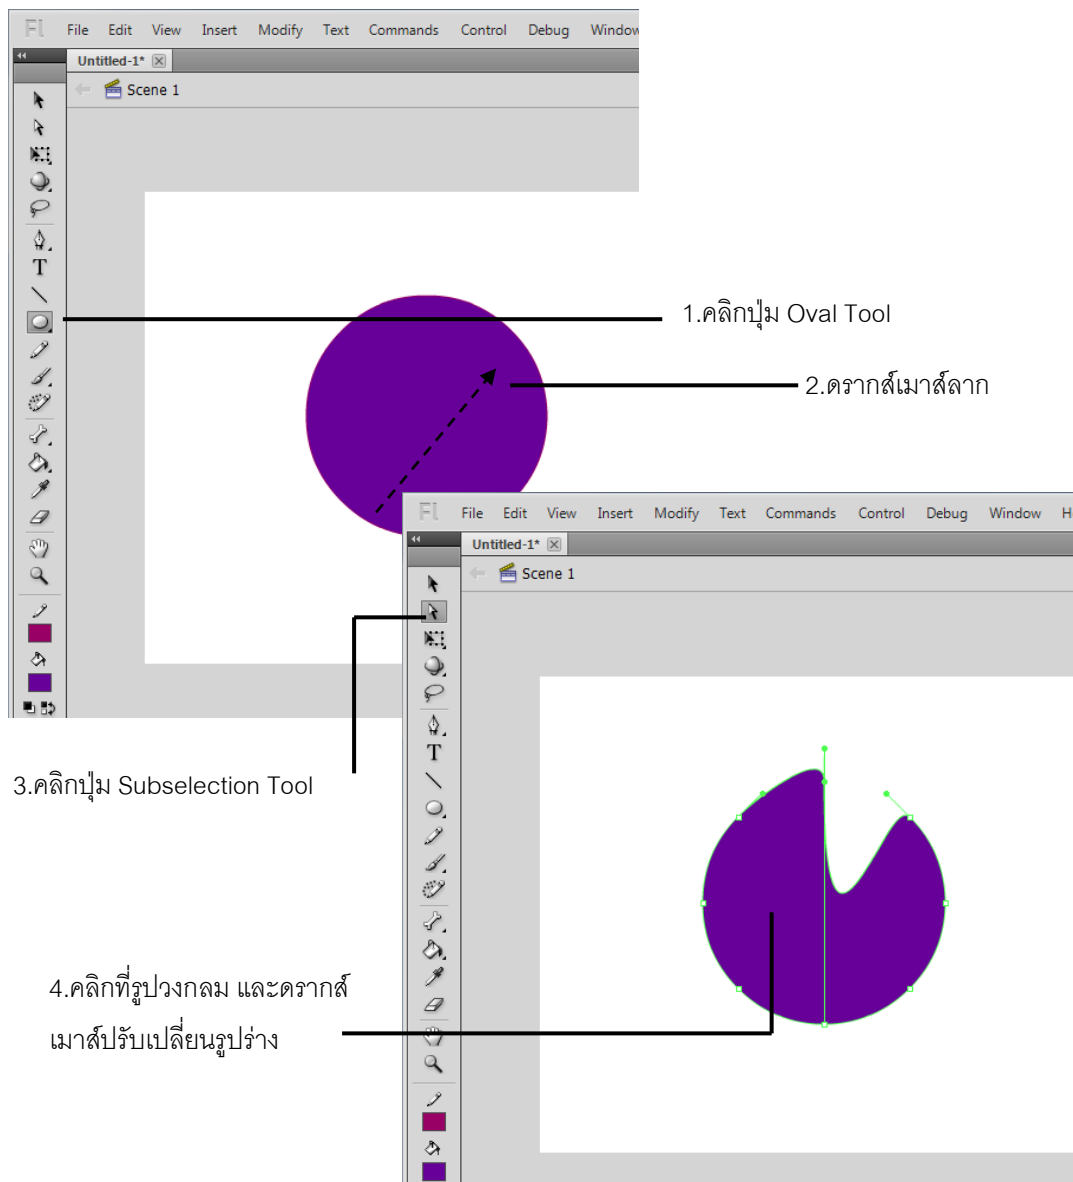 Fl File Edit View Insert Modify Text Commands Control Debug Window
Untitled-1*
Scene 1
T
1.คลิกปุ่ม Oval Tool
2.ดรากส์เมาส์ลาก
Fl File Edit View Insert Modify Text Commands Control Debug Window H
Untitled-1*
Scene 1
T
3.คลิกปุ่ม Subselection Tool
4.คลิกที่รูปวงกลม และดรากส์
เมาส์ปรับเปลี่ยนรูปร่าง